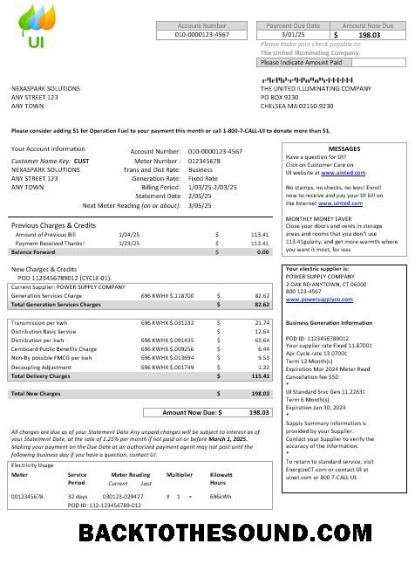 UI
Account Number
010-0000123-4567
Payment Due Date Amount Now Due
3/01/25 $ 198.03
Please make your check payable to:
The United Illuminating Company.
Please Indicate Amount Paid
NEXASPARK SOLUTIONS
ANY STREET 123
ANY TOWN
THE UNITED ILLUMINATING COMPANY
PO BOX 9230
CHELSEA MA 02150-9230
Please consider adding $1 for Operation Fuel to your payment this month or call 1-800-7-CALL-UI to donate more than $1.
Your Account Information
Customer Name Key: CUST
NEXASPARK SOLUTIONS
ANY STREET 123
ANY TOWN
Account Number: 010-0000123-4567
Meter Number : 012345678
Trans and Dist Rate: Business
Generation Rate: Fixed Rate
Billing Period: 1/03/25-2/03/25
Statement Date 2/05/25
Next Meter Reading (on or about): 3/05/25
Previous Charges & Credits
Amount of Previous Bill 1/04/25 $ 113.41
Payment Received Thanks! 1/23/25 $ 113.41
Balance Forward $ 0.00
New Charges & Credits
POD 1123456789012 (CYCLE 01).
Current Supplier: POWER SUPPLY COMPANY
Generation Services Charge 696 KWHX $.118700 $ 82.62
Total Generation Services Charges $ 82.62
Transmission per kwh 696 KWHX $.031232 $ 21.74
Distribution Basic Service $ 12.64
Distribution per kwh 696 KWHX $.091435 $ 63.64
Combound Public Benefits Charge 696 KWHX $.009256 $ 6.44
Non-By possible FMCG per kwh 696 KWHX $.013694 $ 9.53
Decoupling Adjustment 696 KWHX $.001749 $ 1.22
Total Delivery Charges $ 115.41
Total New Charges $ 198.03
Amount Now Due: $ 198.03
All charges are due as of your Statement Date Any unpaid charges will be subject to interest as of
your Statement Date, at the rate of 1.25% per month if not paid on or before March 1, 2025.
Making your payment on the Due Date at an authorized payment agent may not post until the
following business day if you have a question, contact UI.
Electricity Usage
Meter Service Period Meter Reading Current Last Multiplier Kilowatt Hours
0012345678 32 days 030123-029427 X 1 = 696kWh
POD ID: 112-123456789-012
MESSAGES
Have a question for UI?
Click on Customer Care on
UI website at www.uinted.com.
No stamps, no checks, no lees! Enroll
now to receive and pay your UI bill on
the Internet www.uinted.com
MONTHLY MONEY SAVER
Close your doors and vents in storage
areas and rooms that you don't use
113.41gularly, and get more warmth where
you want it most, for less
Your electric supplier is:
POWER SUPPLY COMPANY
2 OAK RD ANYTOWN, CT 06000
800 123-4567
www.powersupplyco.com
Business Generation Information
POD ID: 1123456789012
Your supplier rate Fixed 11.8700¢
Apr Cycle rate 13.0700¢
Term 12 Month(s)
Expiration Mar 2024 Meter Read
Cancellation fee $50
*
UI Standard Srvc Gen 11.2263¢
Term 6 Month(s)
Expiration Jan 30, 2024
*
Supply Summary information is
provided by your Supplier.
Contact your Supplier to verify the
accuracy of the information.
*
To return to standard service, visit
EnergizeCT.com or contact UI at
uinet.com or 800 7-CALL UI.
BACKTOTHESOUND.COM